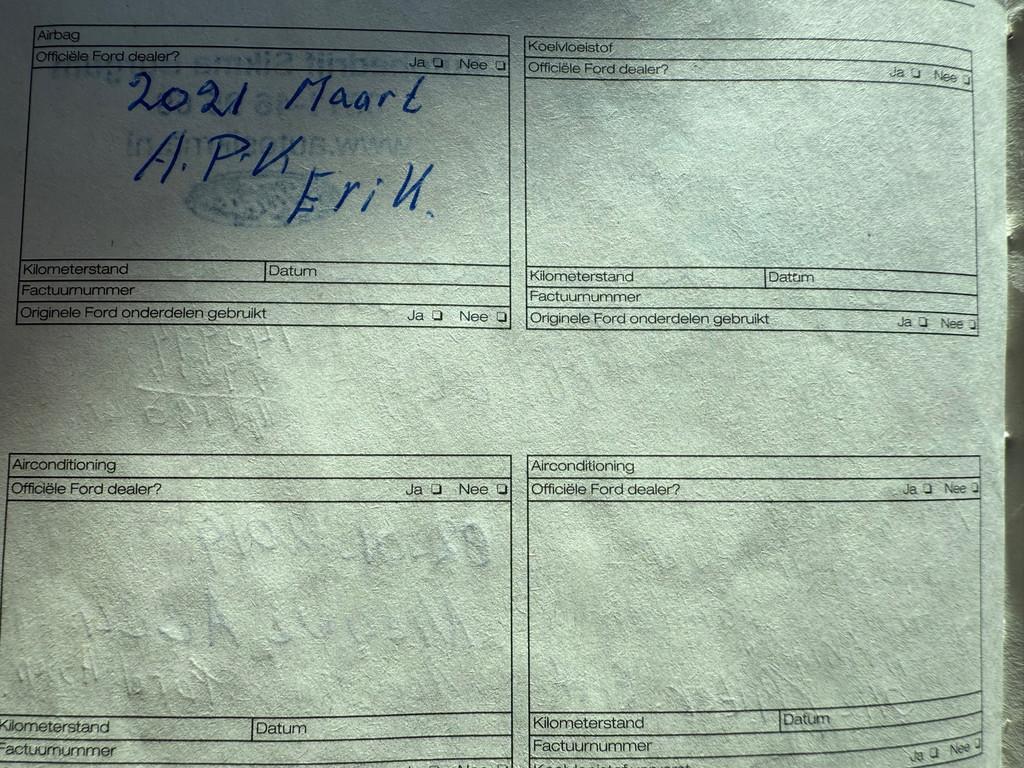 Airbag
Officiële Ford dealer? Ja ❏ Nee ❏
2021 Maart
A.P.K
Erik.
Kilometerstand Datum
Factuurnummer
Originele Ford onderdelen gebruikt Ja ❏ Nee ❏
Koelvloeistof
Officiële Ford dealer? Ja ❏ Nee ❏
Kilometerstand Datum
Factuurnummer
Originele Ford onderdelen gebruikt Ja ❏ Nee ❏
Airconditioning
Officiële Ford dealer? Ja ❏ Nee ❏
Kilometerstand Datum
Factuurnummer
Ja ❏ Nee ❏
Airconditioning
Officiële Ford dealer? Ja ❏ Nee ❏
Kilometerstand Datum
Factuurnummer
Ja ❏ Nee ❏